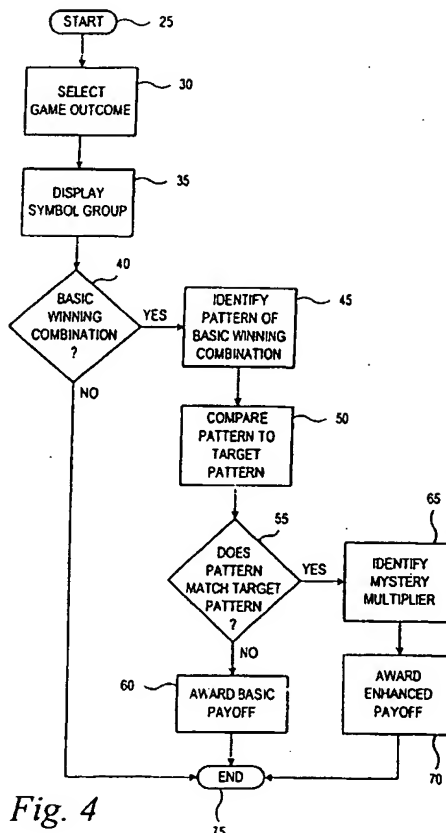 START
25
SELECT
GAME OUTCOME
30
DISPLAY
SYMBOL GROUP
35
BASIC
WINNING
COMBINATION
?
40
YES
NO
IDENTIFY
PATTERN OF
BASIC WINNING
COMBINATION
45
COMPARE
PATTERN TO
TARGET
PATTERN
50
DOES
PATTERN
MATCH TARGET
PATTERN
?
55
YES
NO
IDENTIFY
MYSTERY
MULTIPLIER
65
60
AWARD BASIC
PAYOFF
AWARD
ENHANCED
PAYOFF
70
END
75
Fig. 4